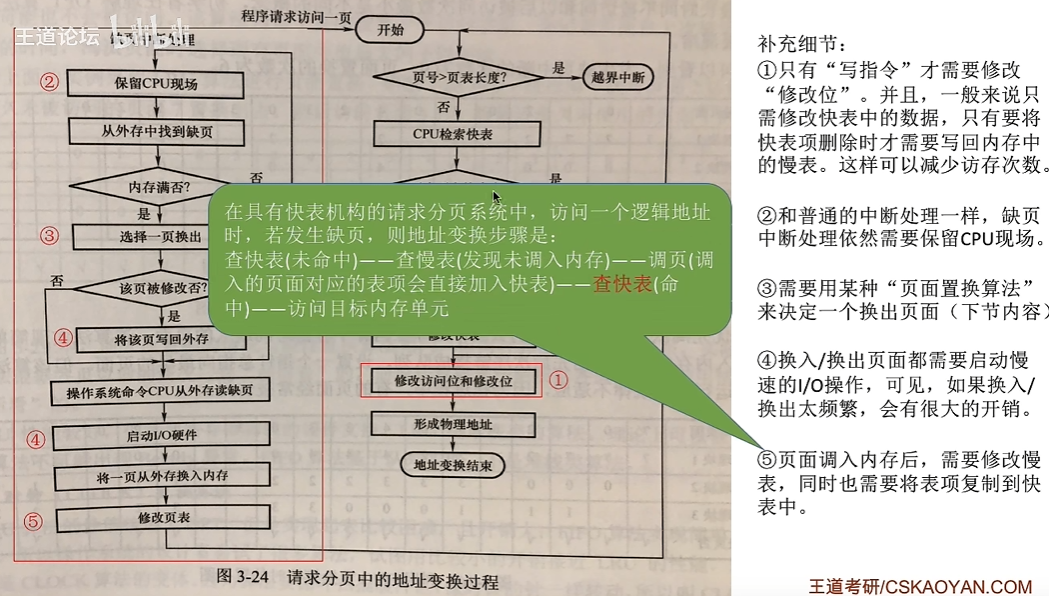 王道论坛
程序请求访问一页
开始
缺页中断处理
②
保留CPU现场
从外存中找到缺页
内存满否?
否
是
③
选择一页换出
该页被修改否?
否
是
④
将该页写回外存
操作系统命令CPU从外存读缺页
④
启动I/O硬件
将一页从外存换入内存
⑤
修改页表
页号>页表长度?
是
越界中断
否
CPU检索快表
是
在具有快表机构的请求分页系统中,访问一个逻辑地址
时,若发生缺页,则地址变换步骤是:
查快表(未命中)——查慢表(发现未调入内存)——调页(调
入的页面对应的表项会直接加入快表)——查快表(命
中)——访问目标内存单元
修改快表
修改访问位和修改位
①
形成物理地址
地址变换结束
图 3-24 请求分页中的地址变换过程
补充细节:
①只有“写指令”才需要修改
“修改位”。并且,一般来说只
需修改快表中的数据,只有要将
快表项删除时才需要写回内存中
的慢表。这样可以减少访存次数。
②和普通的中断处理一样,缺页
中断处理依然需要保留CPU现场。
③需要用某种“页面置换算法”
来决定一个换出页面(下节内容)
④换入/换出页面都需要启动慢
速的I/O操作,可见,如果换入/
换出太频繁,会有很大的开销。
⑤页面调入内存后,需要修改慢
表,同时也需要将表项复制到快
表中。
王道考研/CSKAOYAN.COM